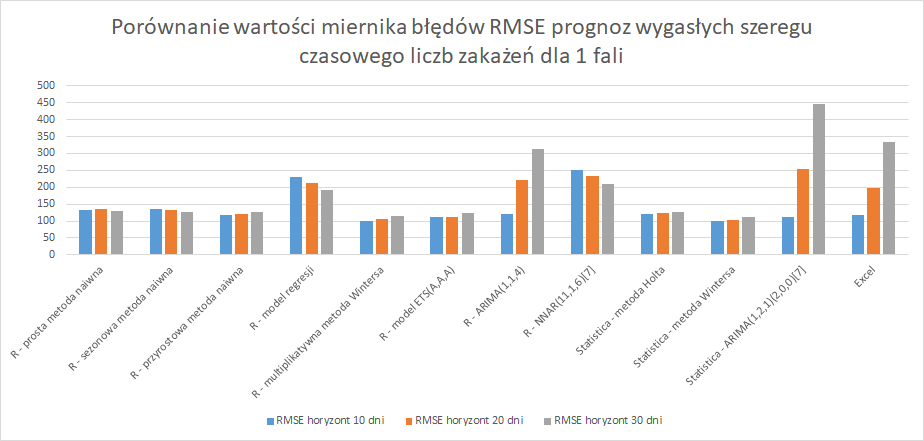 Porównanie wartości miernika błędów RMSE prognoz wygasłych szeregu
czasowego liczb zakażeń dla 1 fali
500
450
400
350
300
250
200
150
100
50
0
R - prosta metoda naiwna
R - sezonowa metoda naiwna
R - przyrostowa metoda naiwna
R - model regresji
R - multiplikatywna metoda Wintersa
R - model ETS(A,A,A)
R - ARIMA(1,1,4)
R - NNAR(11,1,6)[7]
Statistica - metoda Holta
Statistica - metoda Wintersa
Statistica - ARIMA(1,2,1)(2,0,0)[7]
Excel
RMSE horyzont 10 dni
RMSE horyzont 20 dni
RMSE horyzont 30 dni